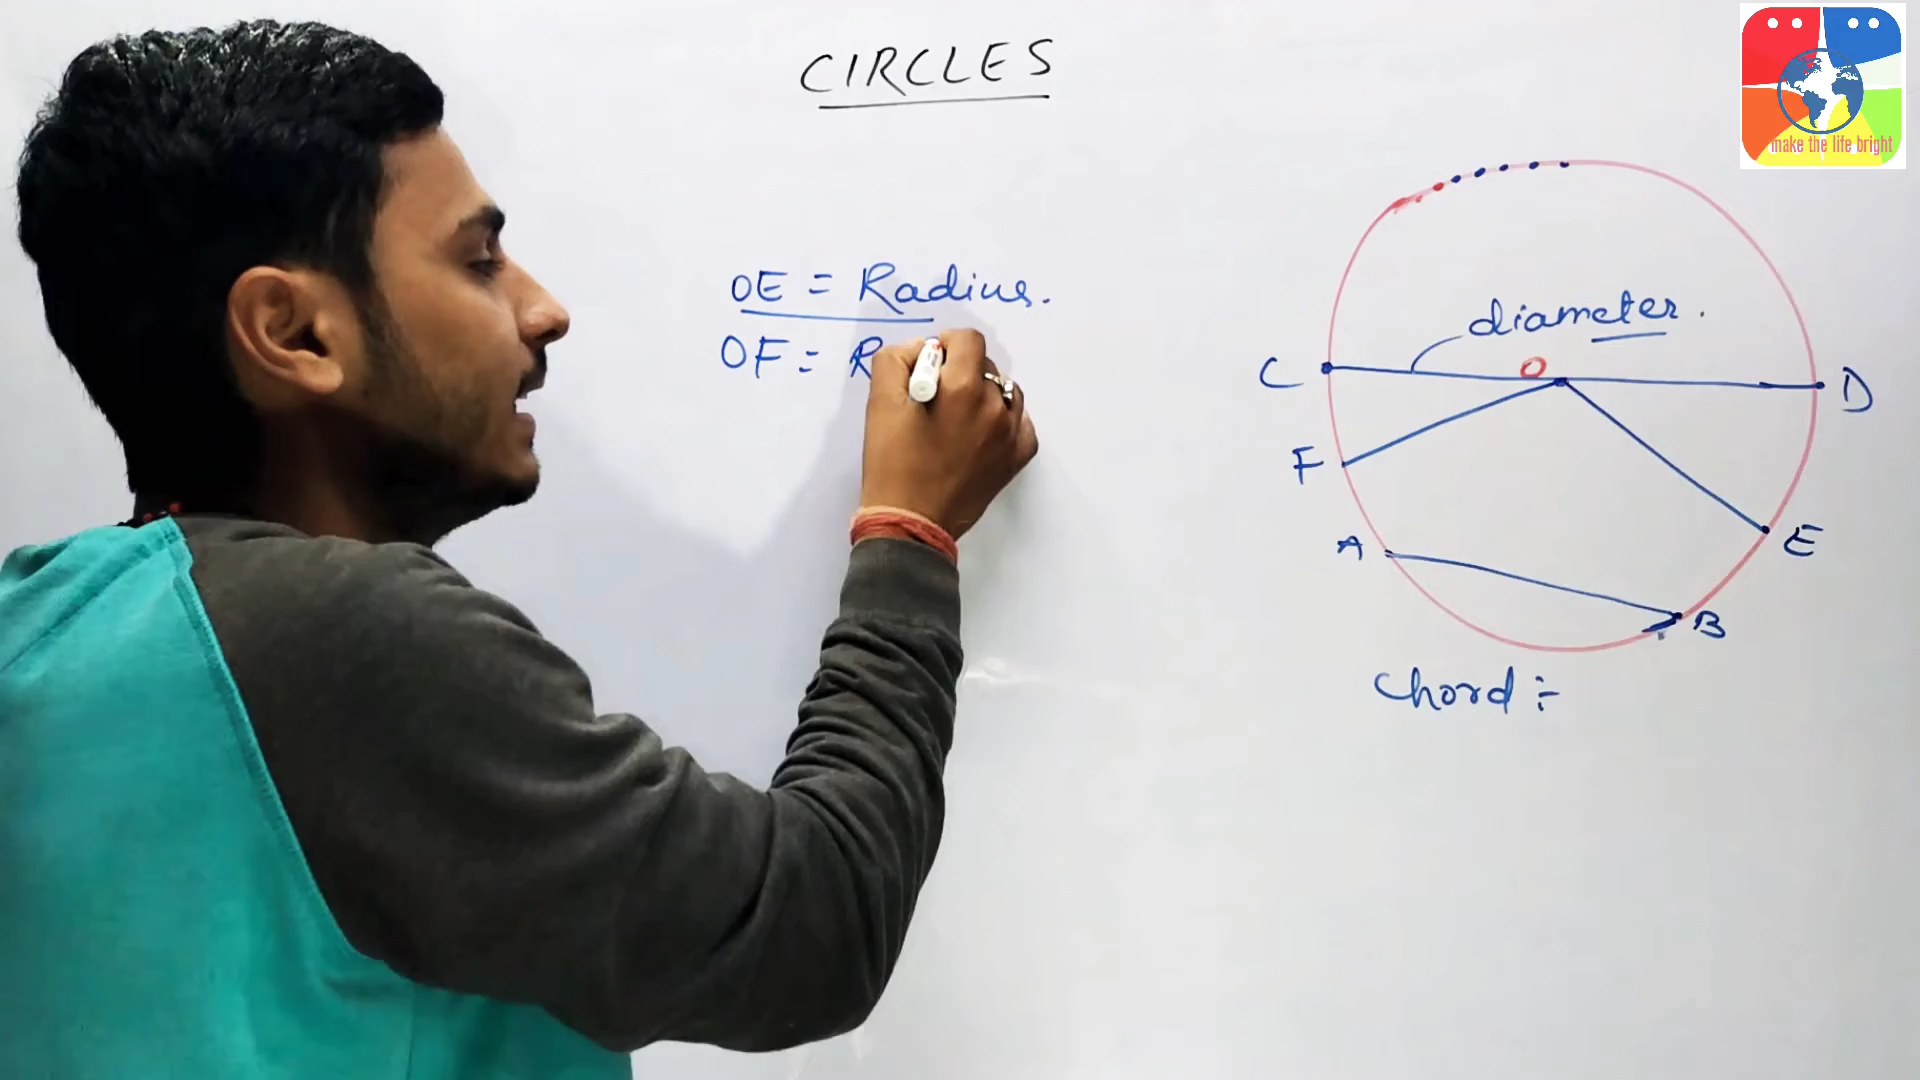 CIRCLES
make the life bright
OE = Radius.
OF = R
diameter.
C
O
D
F
A
E
B
Chord :-